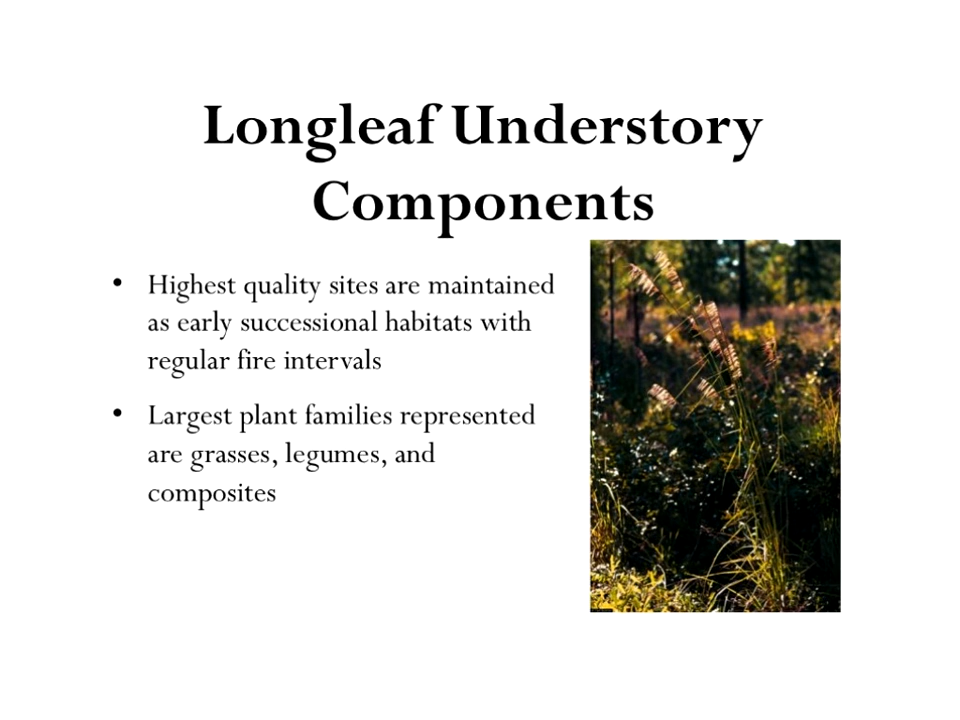 Longleaf Understory
Components
• Highest quality sites are maintained
as early successional habitats with
regular fire intervals
• Largest plant families represented
are grasses, legumes, and
composites